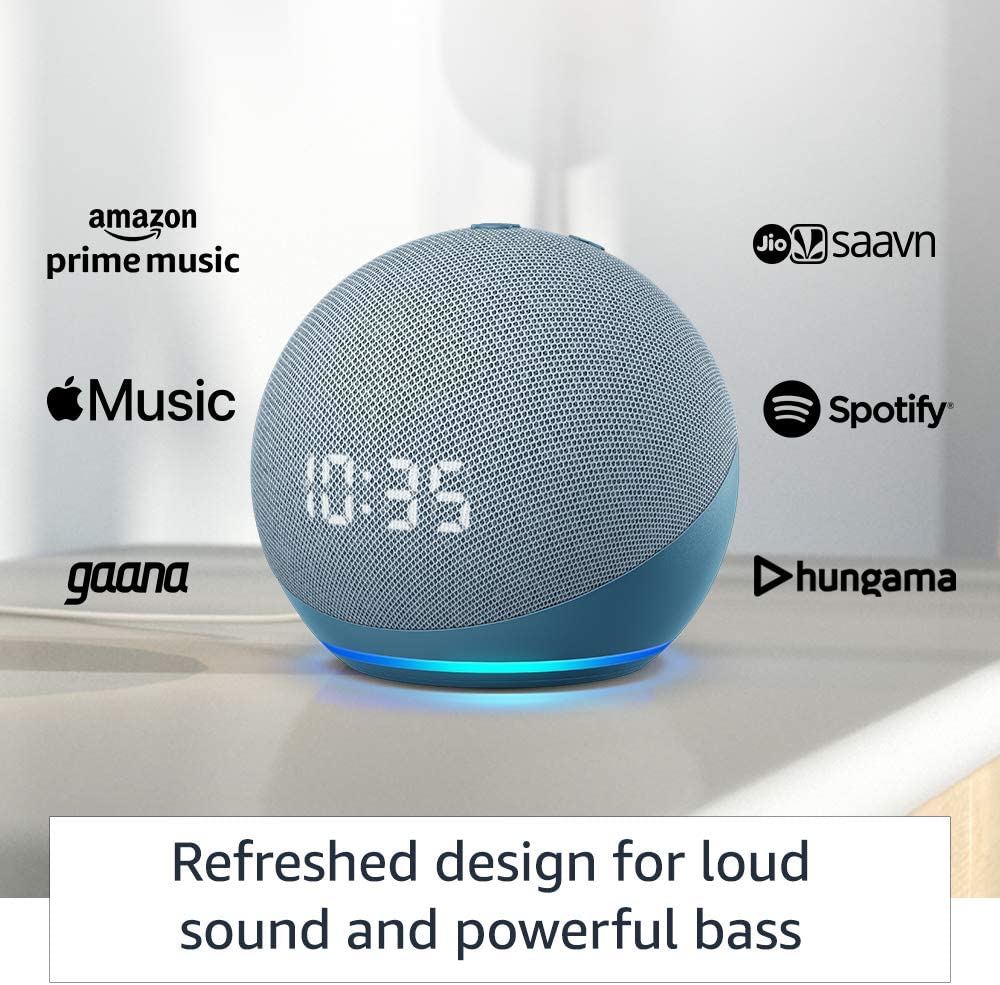 amazon
prime music
Music
gaana
10:35
Jio saavn
Spotify®
hungama
Refreshed design for loud
sound and powerful bass